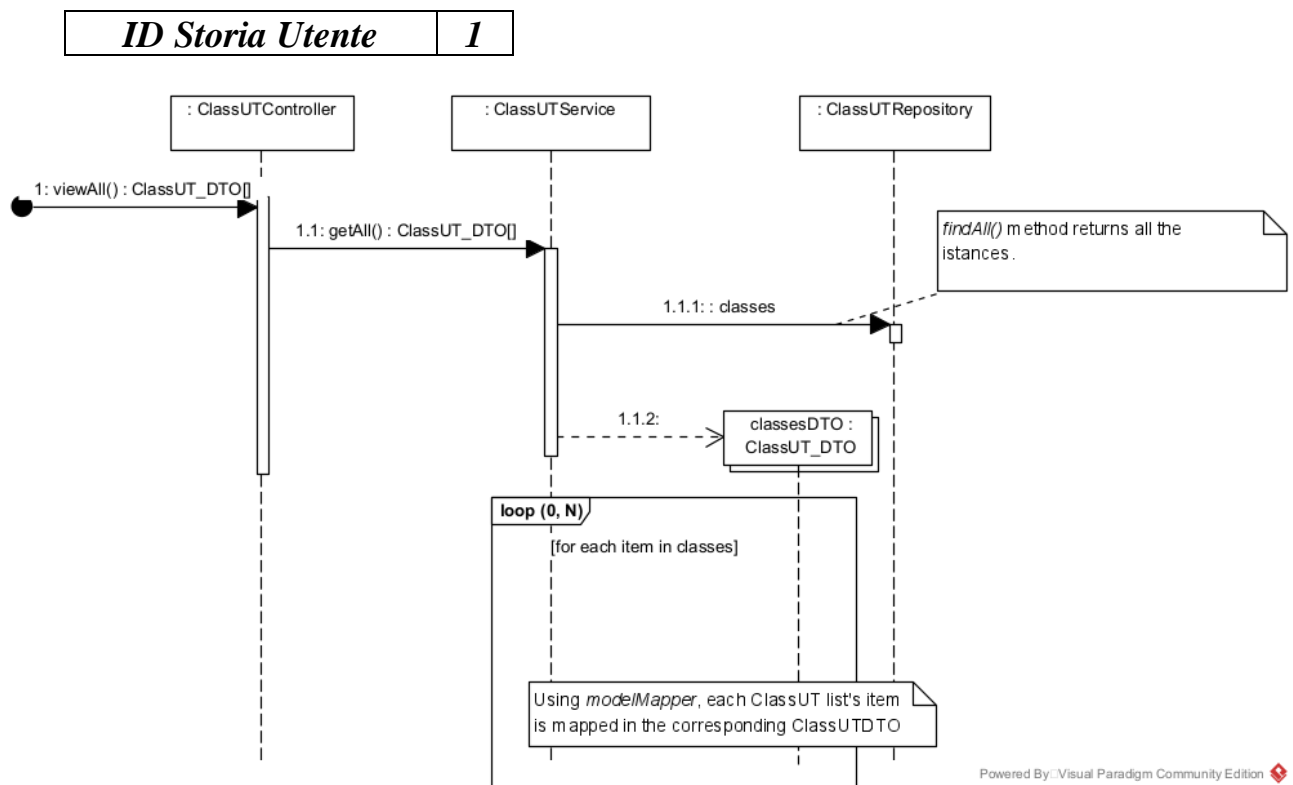 ID Storia Utente 1
: ClassUTController
: ClassUTService
: ClassUTRepository
1: viewAll() : ClassUT_DTO[]
1.1: getAll() : ClassUT_DTO[]
findAll() method returns all the
istances.
1.1.1: : classes
1.1.2:
classesDTO :
ClassUT_DTO
loop (0, N)
[for each item in classes]
Using modelMapper, each ClassUT list's item
is mapped in the corresponding ClassUTDTO
Powered By Visual Paradigm Community Edition